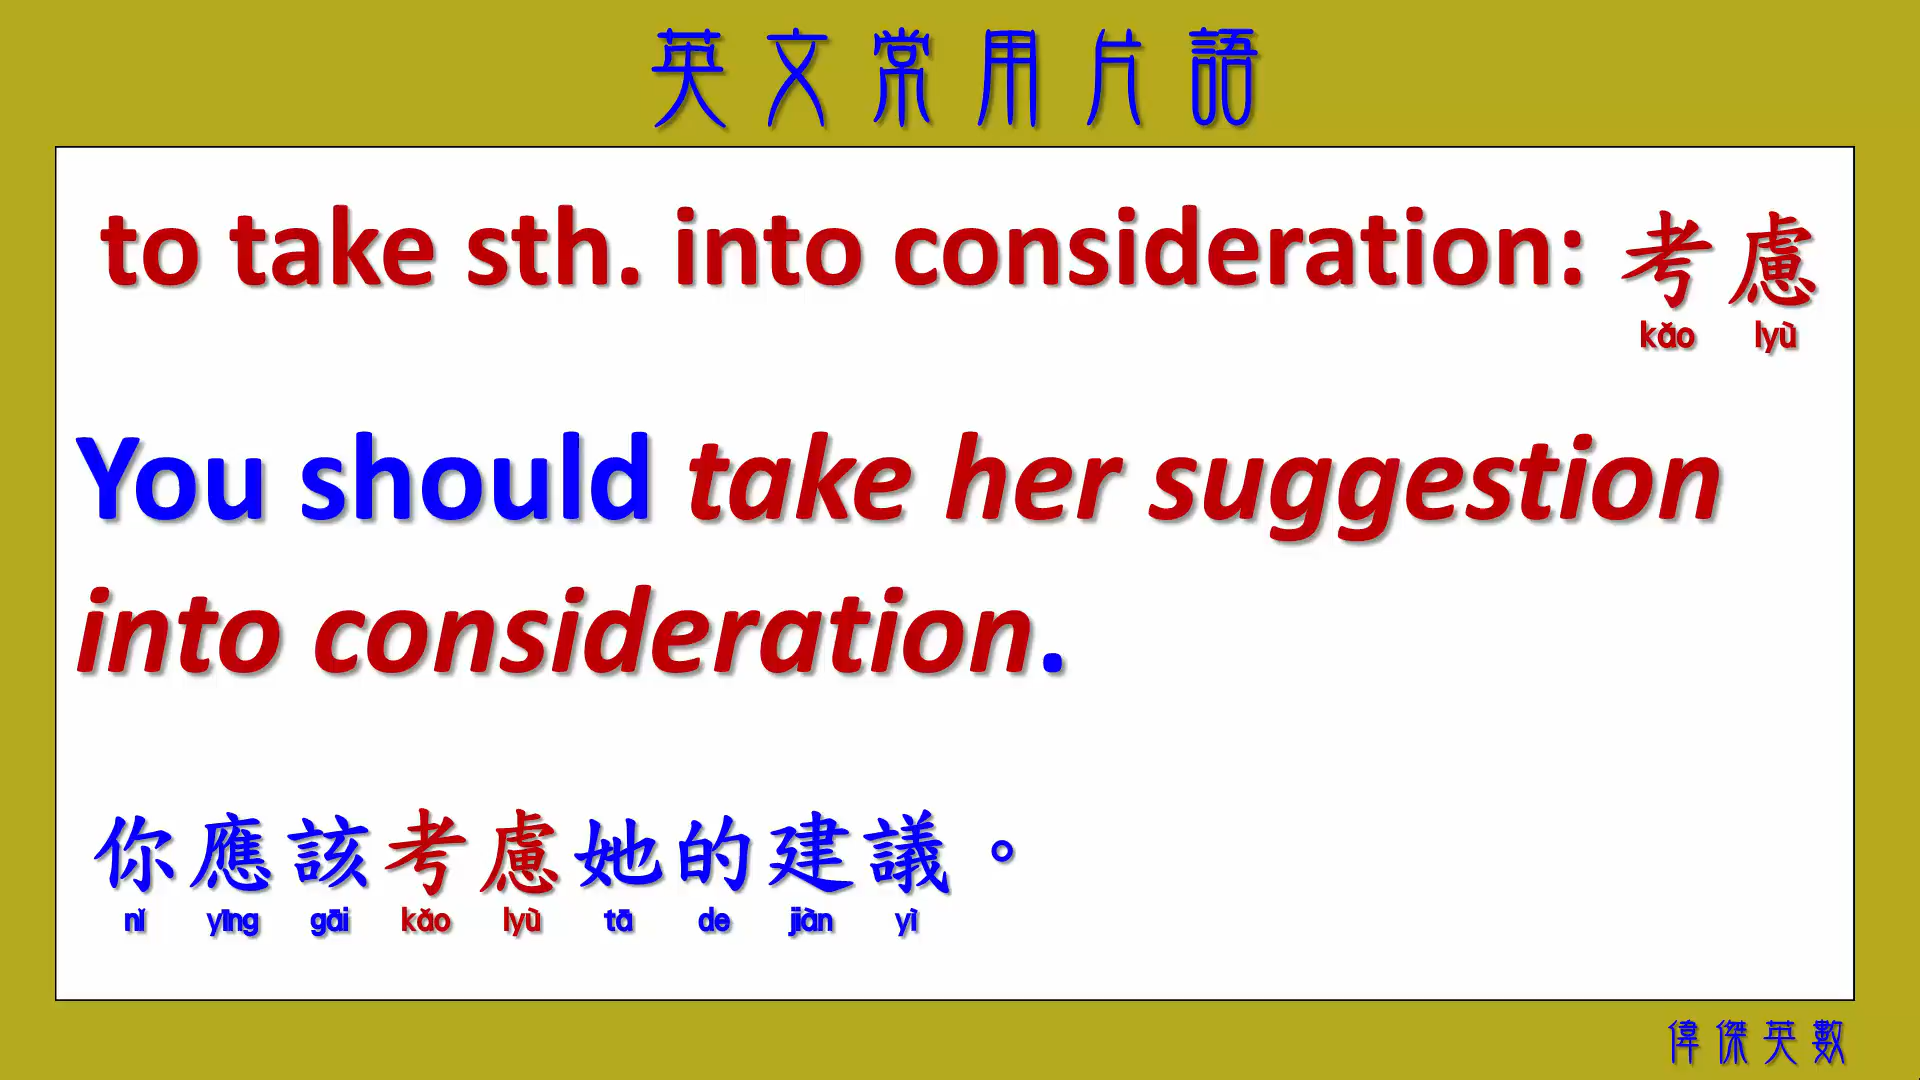 英文常用片語
to take sth. into consideration: 考慮
kǎo lyù
You should take her suggestion
into consideration.
你應該考慮她的建議。
nǐ yīng gāi kǎo lyù tā de jiàn yì
偉傑英數